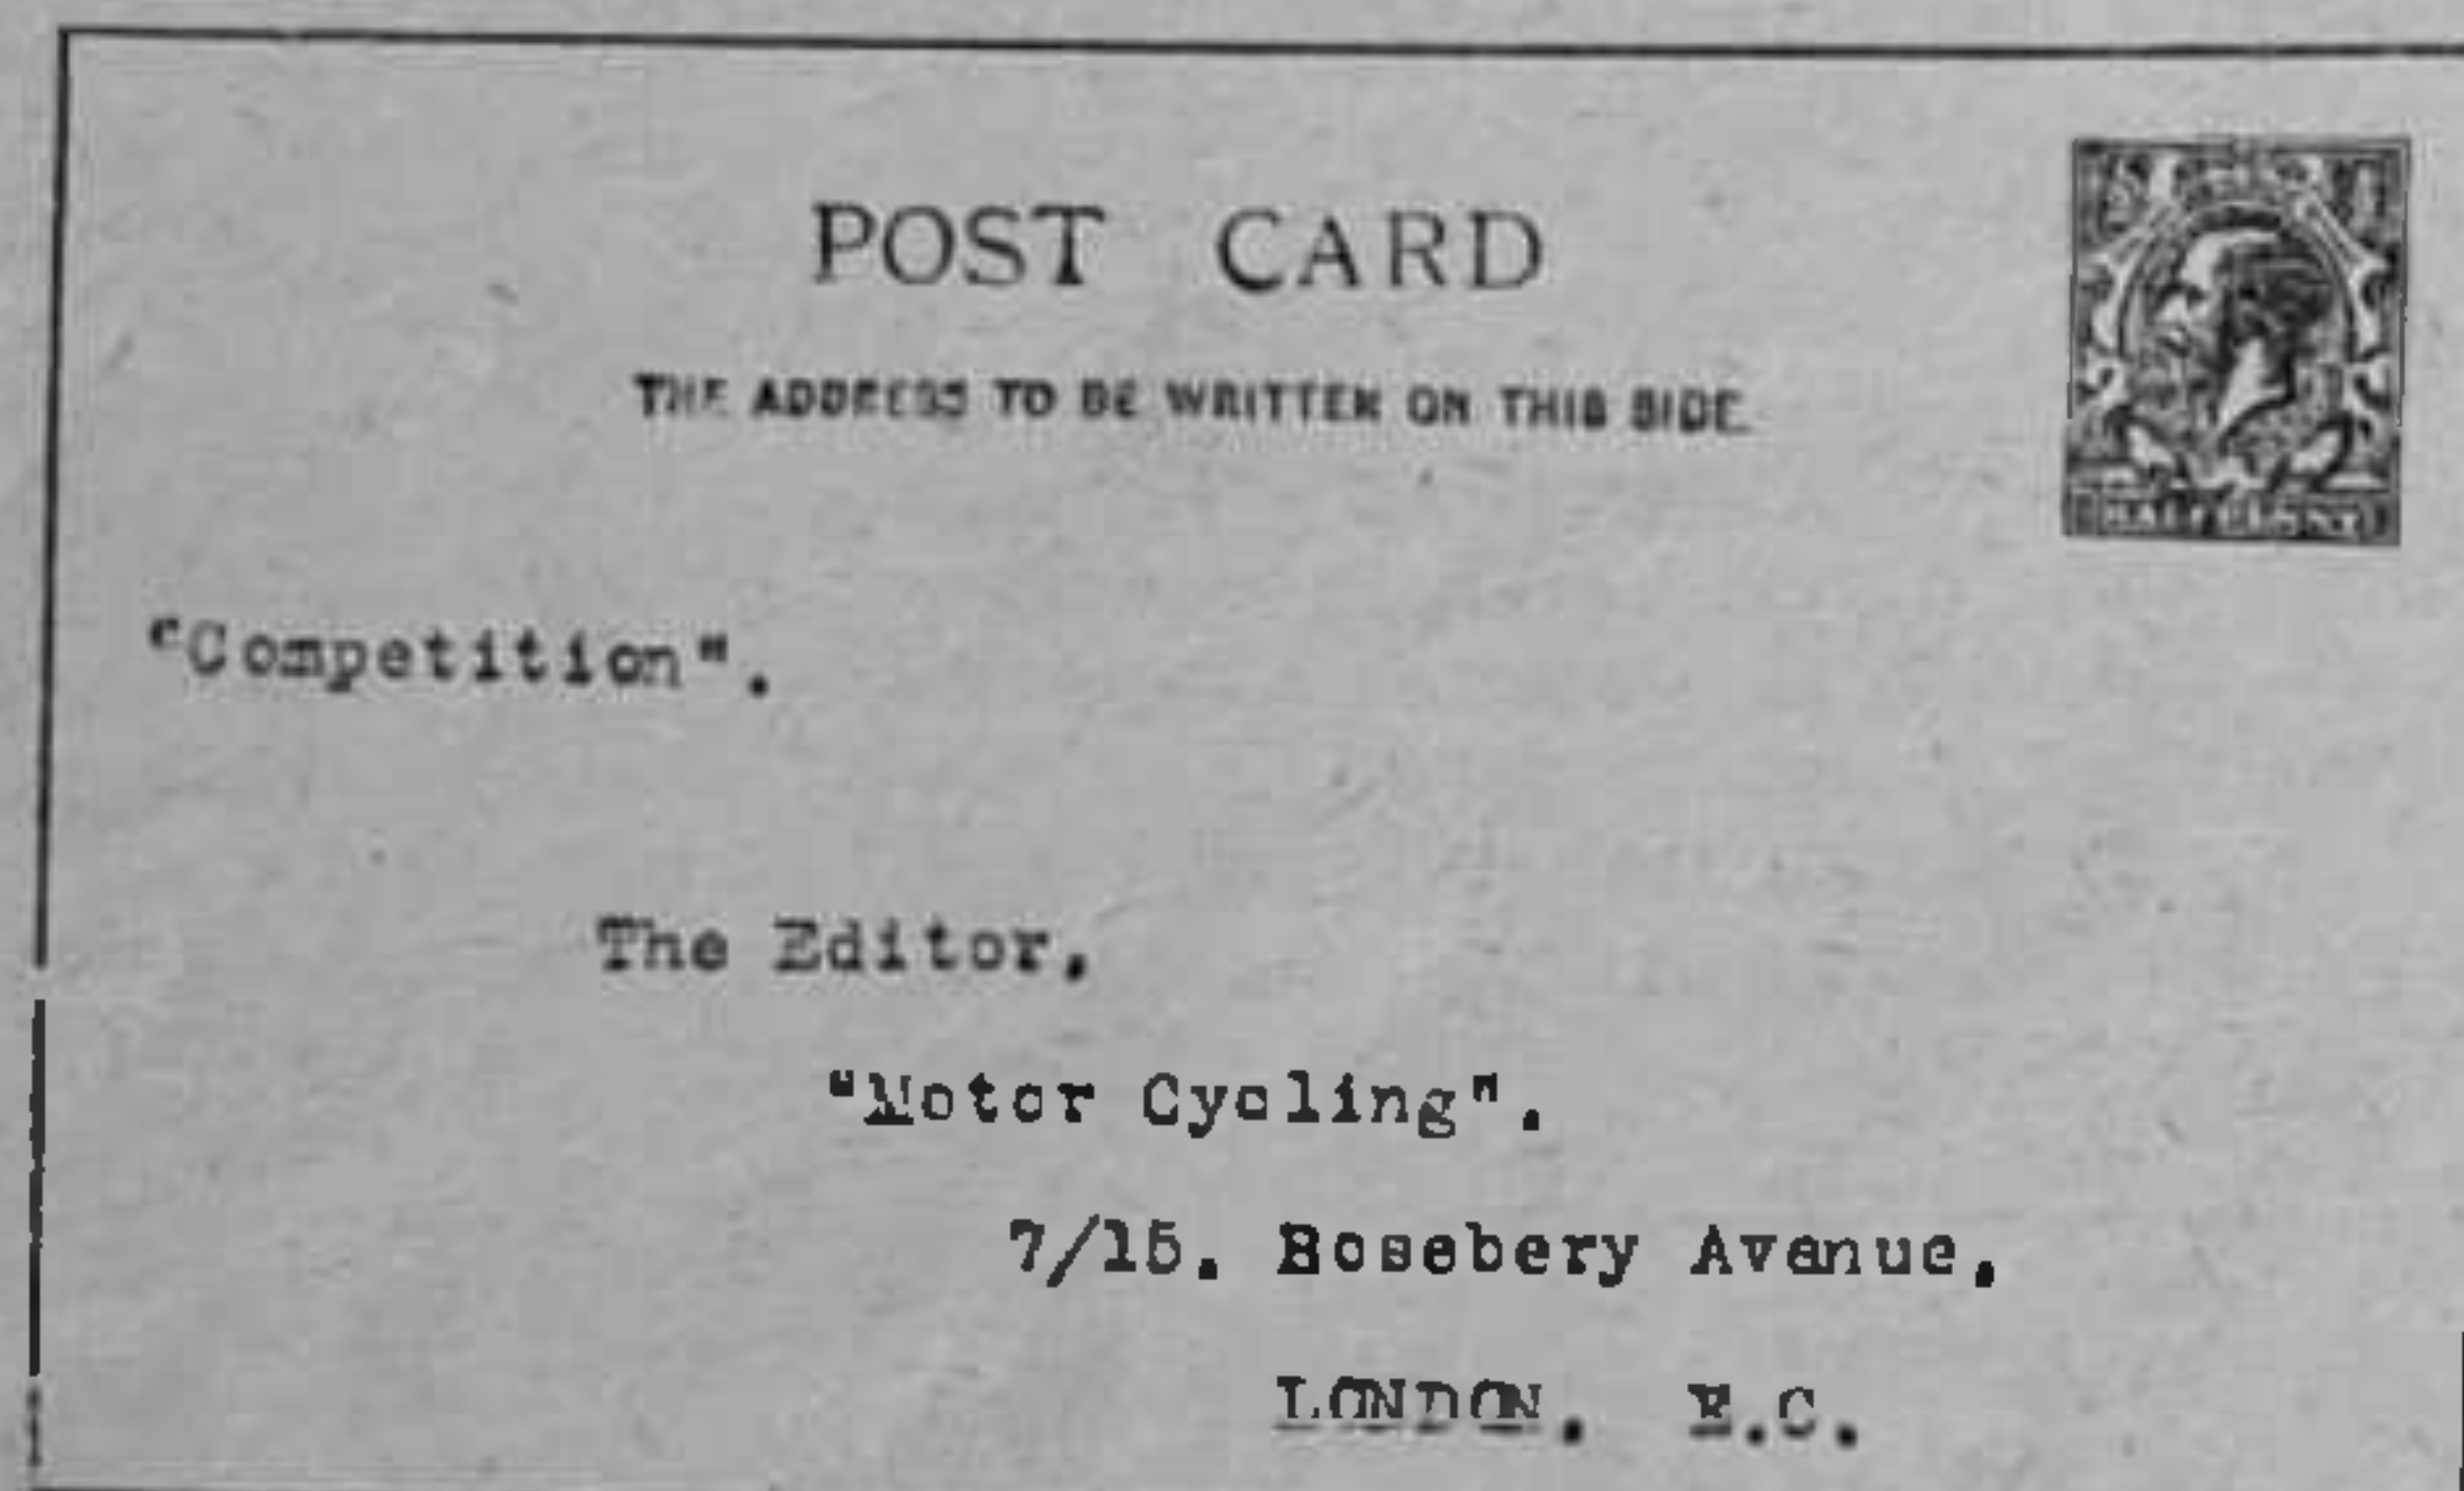 POST CARD
THE ADDRESS TO BE WRITTEN ON THIS SIDE.
HALFPENNY
"Competition".
The Editor,
"Motor Cycling".
7/15. Rosebery Avenue,
LONDON. E.C.